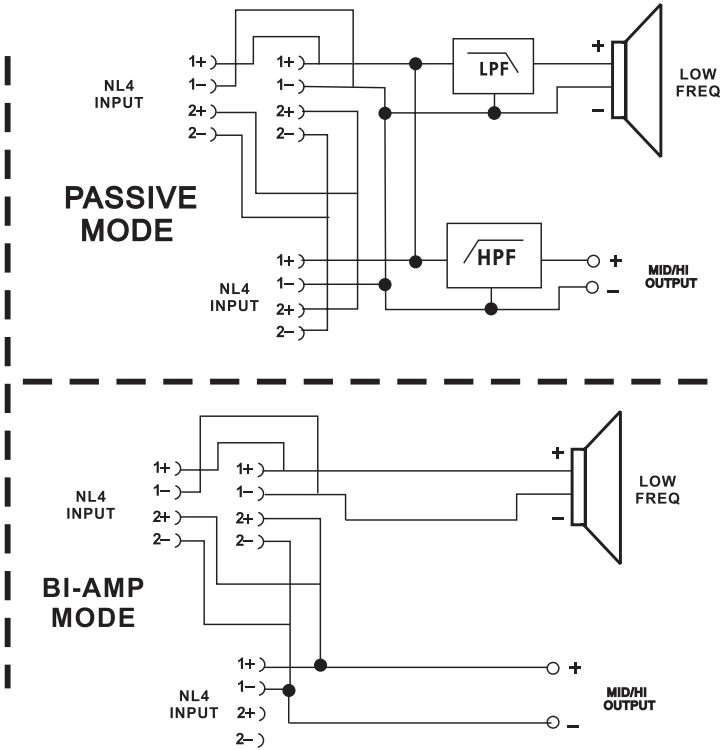 1+ 1+
1– 1–
NL4
INPUT
2+ 2+
2– 2–
+
LPF
–
LOW
FREQ
PASSIVE
MODE
1+
1–
NL4
INPUT
2+
2–
HPF
+
–
MID/HI
OUTPUT
1+ 1+
1– 1–
NL4
INPUT
2+ 2+
2– 2–
+
–
LOW
FREQ
BI-AMP
MODE
1+
1–
NL4
INPUT
2+
2–
+
–
MID/HI
OUTPUT